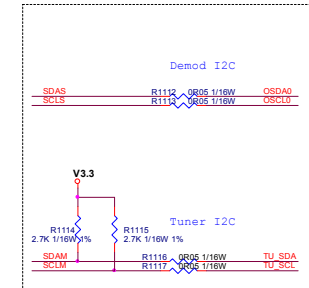 Demod I2C
SDAS R1112 0R05 1/16W OSDA0
SCLS R1113 0R05 1/16W OSCL0
V3.3
Tuner I2C
R1114 R1115
2.7K 1/16W 1% 2.7K 1/16W 1%
SDAM R1116 0R05 1/16W TU_SDA
SCLM R1117 0R05 1/16W TU_SCL